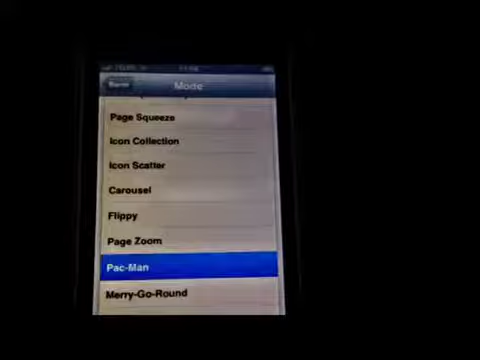 Mode
Page Squeeze
Icon Collection
Icon Scatter
Carousel
Flippy
Page Zoom
Pac-Man
Merry-Go-Round